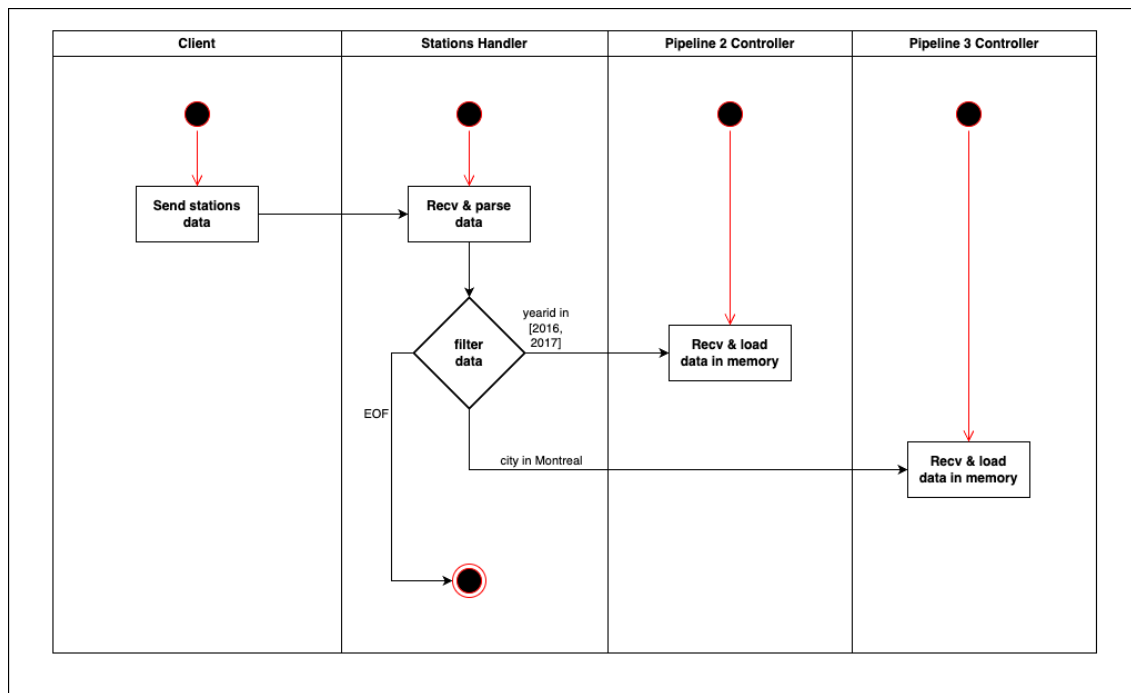 Client
Stations Handler
Pipeline 2 Controller
Pipeline 3 Controller
Send stations
data
Recv & parse
data
filter
data
yearid in
[2016,
2017]
Recv & load
data in memory
EOF
city in Montreal
Recv & load
data in memory